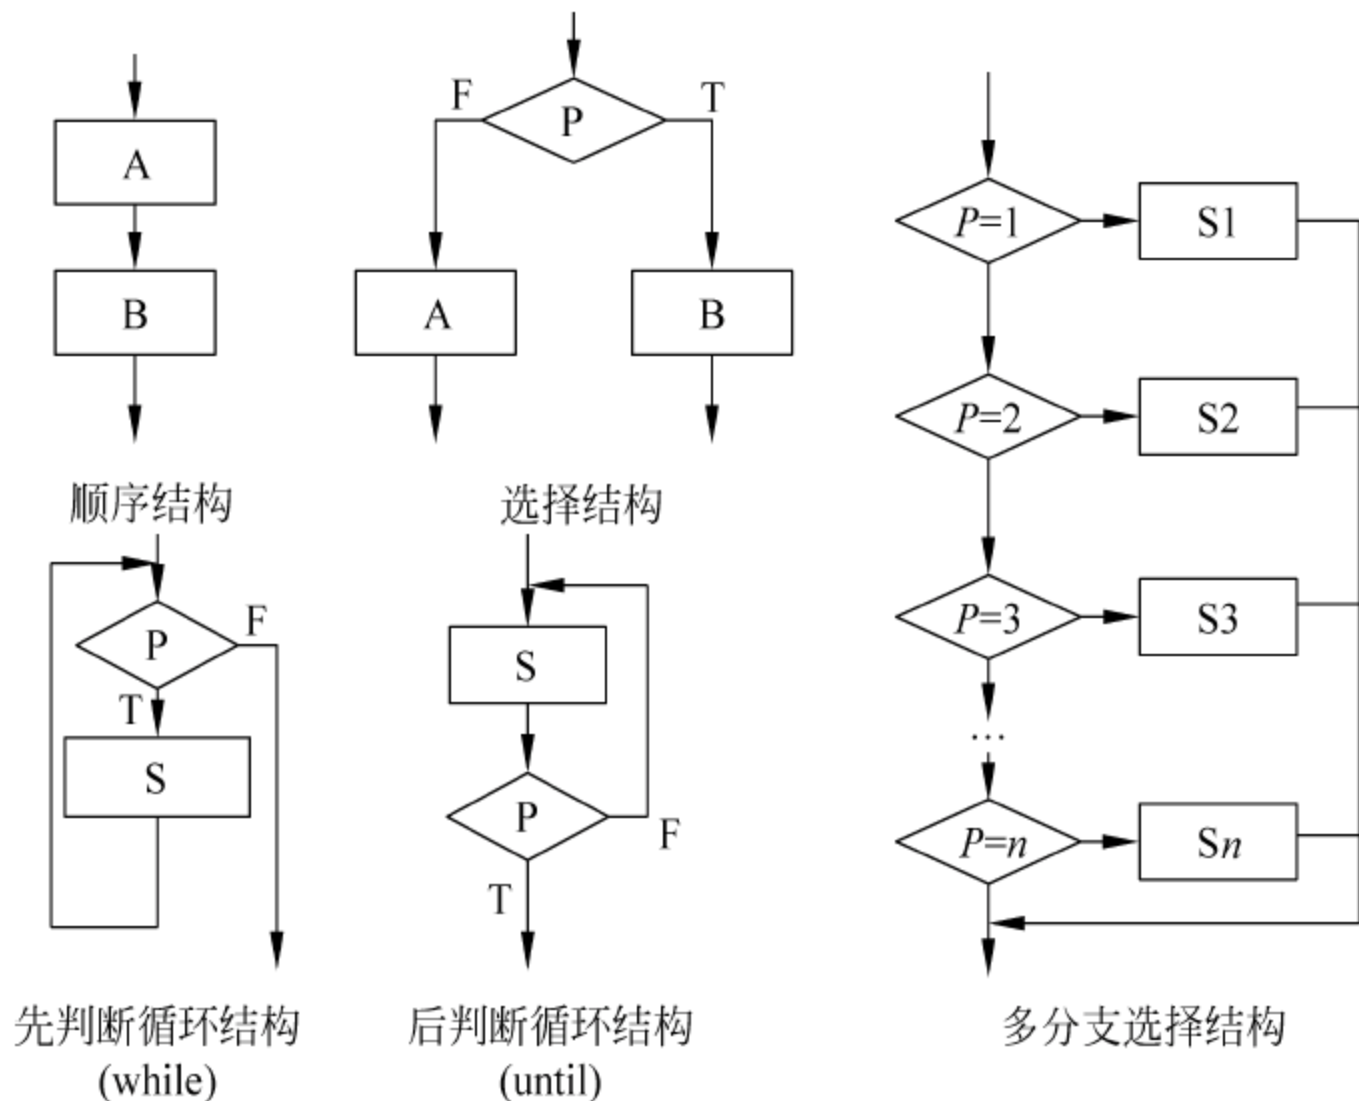 A
B
顺序结构
F
P
T
A
B
选择结构
P=1
S1
P=2
S2
P=3
S3
…
P=n
Sn
多分支选择结构
P
F
T
S
先判断循环结构
(while)
S
P
F
T
后判断循环结构
(until)